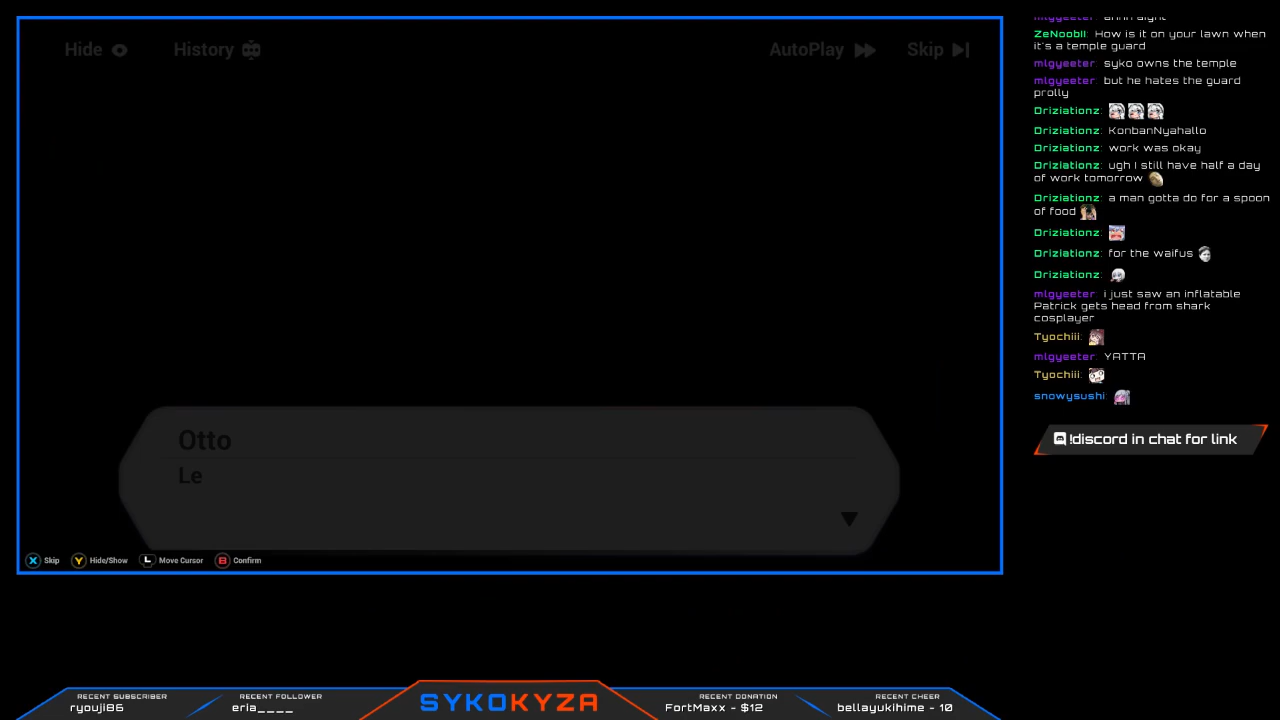 Hide
History
AutoPlay
Skip
Otto
Le
X Skip
Y Hide/Show
L Move Cursor
B Confirm
ZeNoobII: How is it on your lawn when
it's a temple guard
mlgyeeter: syko owns the temple
mlgyeeter: but he hates the guard
prolly
Driziationz:
Driziationz: KonbanNyahallo
Driziationz: work was okay
Driziationz: ugh I still have half a day
of work tomorrow
Driziationz: a man gotta do for a spoon
of food
Driziationz:
Driziationz: for the waifus
Driziationz:
mlgyeeter: i just saw an inflatable
Patrick gets head from shark
cosplayer
Tyochiii:
mlgyeeter: YATTA
Tyochiii:
snowysushi:
!discord in chat for link
RECENT SUBSCRIBER
ryouji86
RECENT FOLLOWER
eria____
SYKOKYZA
RECENT DONATION
FortMaxx - $12
RECENT CHEER
bellayukihime - 10